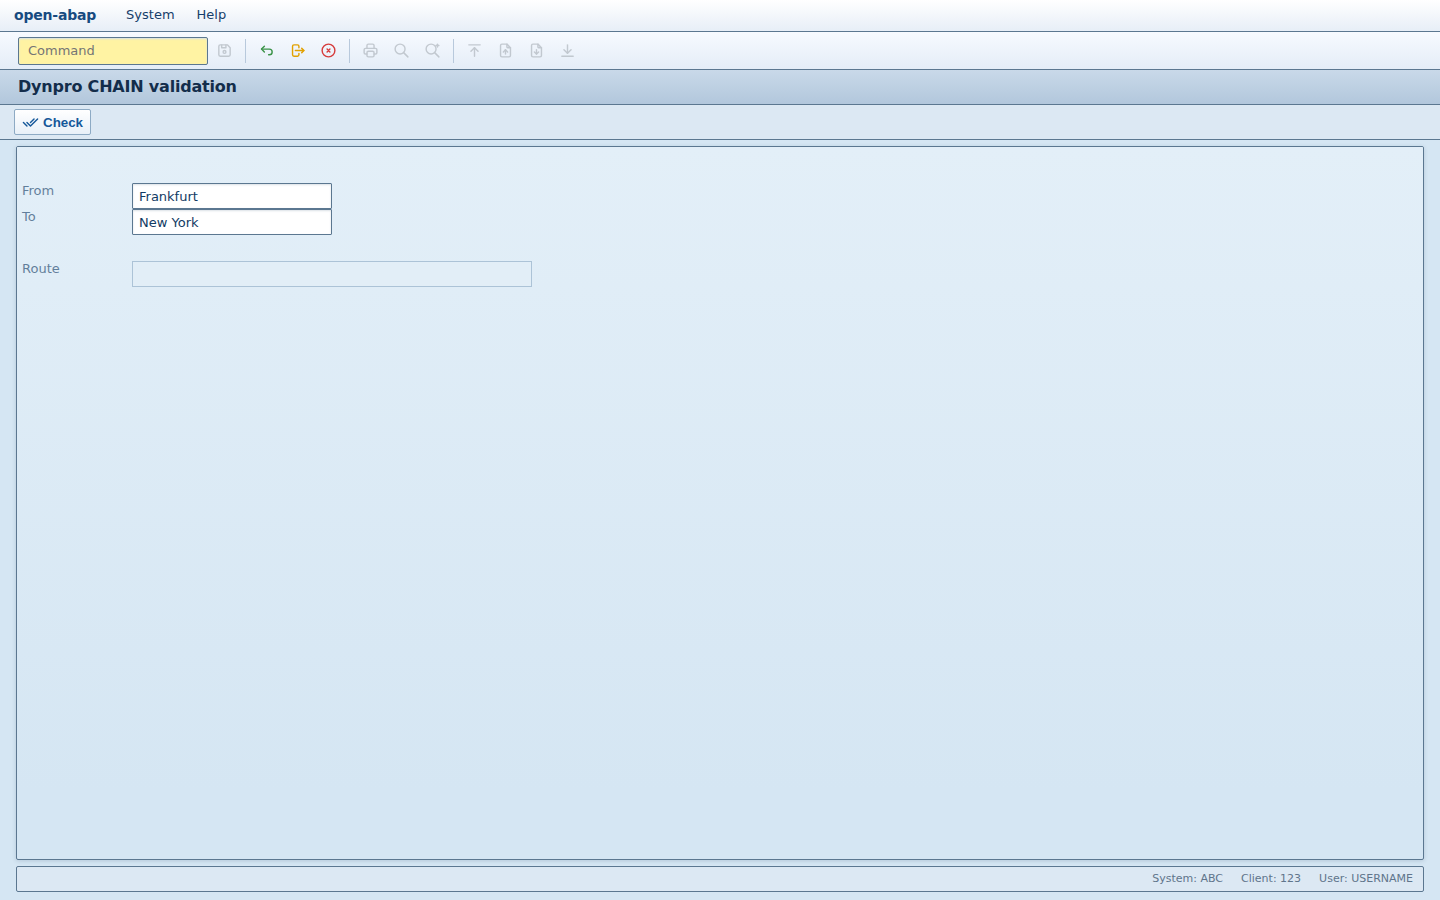 open-abap System Help
Command
Dynpro CHAIN validation
Check
From Frankfurt
To New York
Route
System: ABC Client: 123 User: USERNAME